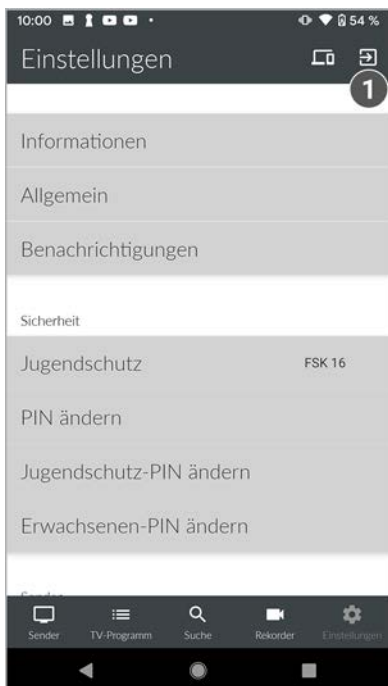 10:00 54 %
Einstellungen
1
Informationen
Allgemein
Benachrichtigungen
Sicherheit
Jugendschutz FSK 16
PIN ändern
Jugendschutz-PIN ändern
Erwachsenen-PIN ändern
Sender TV-Programm Suche Rekorder Einstellungen